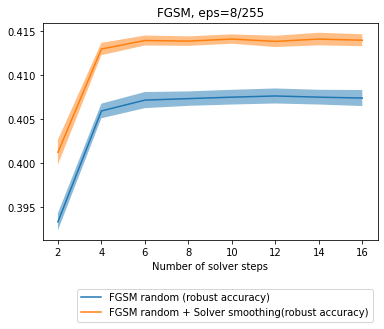 FGSM, eps=8/255
0.415
0.410
0.405
0.400
0.395
2 4 6 8 10 12 14 16
Number of solver steps
FGSM random (robust accuracy)
FGSM random + Solver smoothing(robust accuracy)